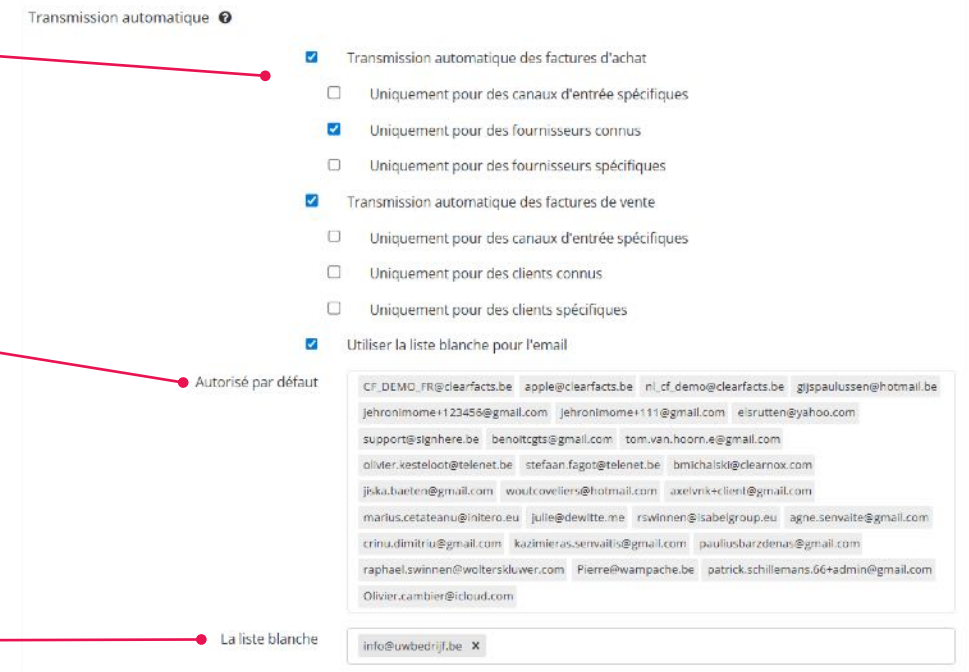 Transmission automatique ?
Transmission automatique des factures d'achat
Uniquement pour des canaux d'entrée spécifiques
Uniquement pour des fournisseurs connus
Uniquement pour des fournisseurs spécifiques
Transmission automatique des factures de vente
Uniquement pour des canaux d'entrée spécifiques
Uniquement pour des clients connus
Uniquement pour des clients spécifiques
Utiliser la liste blanche pour l'email
Autorisé par défaut
CF_DEMO_FR@clearfacts.be apple@clearfacts.be nl_cf_demo@clearfacts.be gijspaulussen@hotmail.be
jehronimome+123456@gmail.com jehronimome+111@gmail.com elsrutten@yahoo.com
support@signhere.be benoitcgts@gmail.com tom.van.hoorn.e@gmail.com
olivier.kesteloot@telenet.be stefaan.fagot@telenet.be bmichalski@clearnox.com
jiska.baeten@gmail.com woutcoveliers@hotmail.com axelvnk+client@gmail.com
marius.cetateanu@initero.eu julie@dewitte.me rswinnen@isabelgroup.eu agne.senvaite@gmail.com
crinu.dimitriu@gmail.com kazimieras.senvaitis@gmail.com pauliusbarzdenas@gmail.com
raphael.swinnen@wolterskluwer.com Pierre@wampache.be patrick.schillemans.66+admin@gmail.com
Olivier.cambier@icloud.com
La liste blanche
info@uwbedrijf.be ×